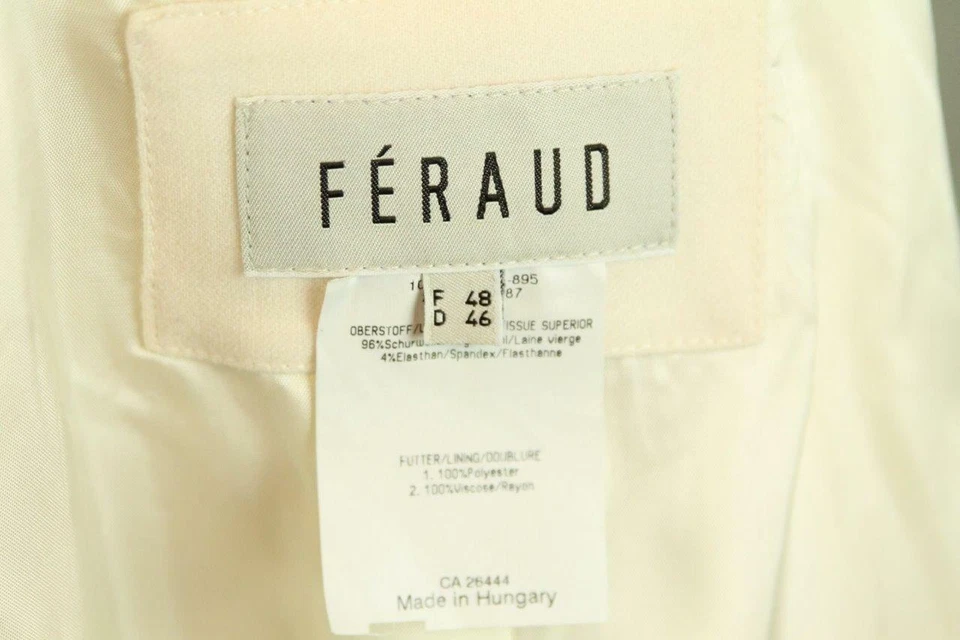 FÉRAUD
895
87
F 48
D 46
OBERSTOFF/ TISSUE SUPERIOR
96%Schurw /Laine vierge
4%Elasthan/Spandex/Elasthanne
FUTTER/LINING/DOUBLURE
1. 100%Polyester
2. 100%Viscose/Rayon
CA 26444
Made in Hungary